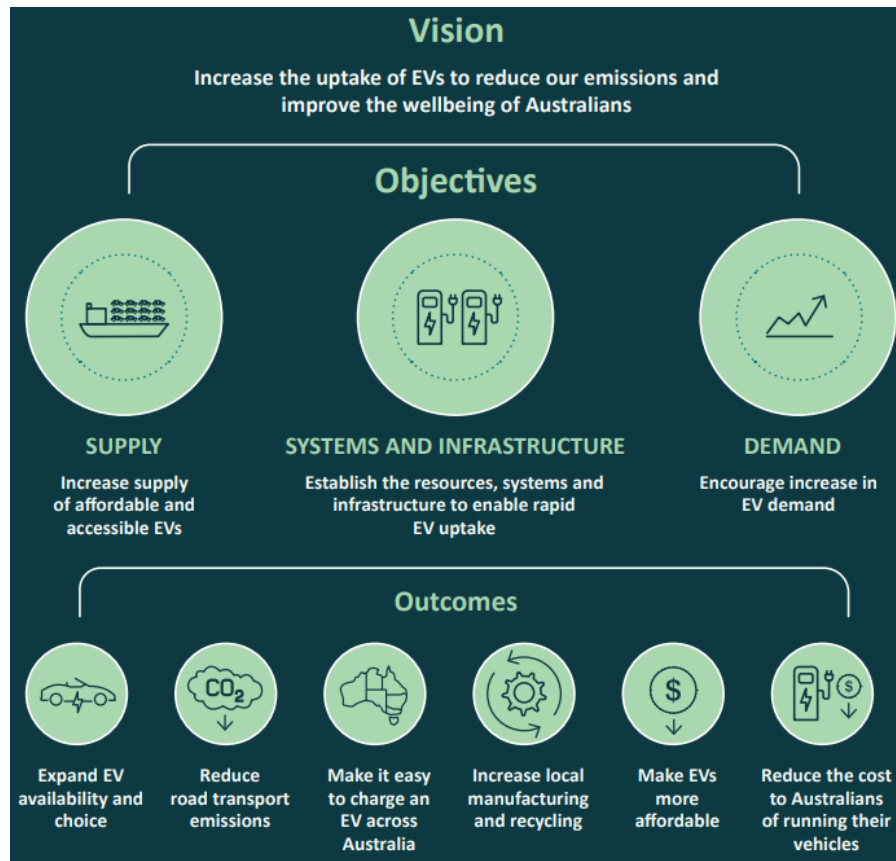 Vision
Increase the uptake of EVs to reduce our emissions and
improve the wellbeing of Australians
Objectives
SUPPLY
Increase supply
of affordable and
accessible EVs
SYSTEMS AND INFRASTRUCTURE
Establish the resources, systems and
infrastructure to enable rapid
EV uptake
DEMAND
Encourage increase in
EV demand
Outcomes
Expand EV
availability and
choice
CO2
Reduce
road transport
emissions
Make it easy
to charge an
EV across
Australia
Increase local
manufacturing
and recycling
$
Make EVs
more
affordable
$
Reduce the cost
to Australians
of running their
vehicles